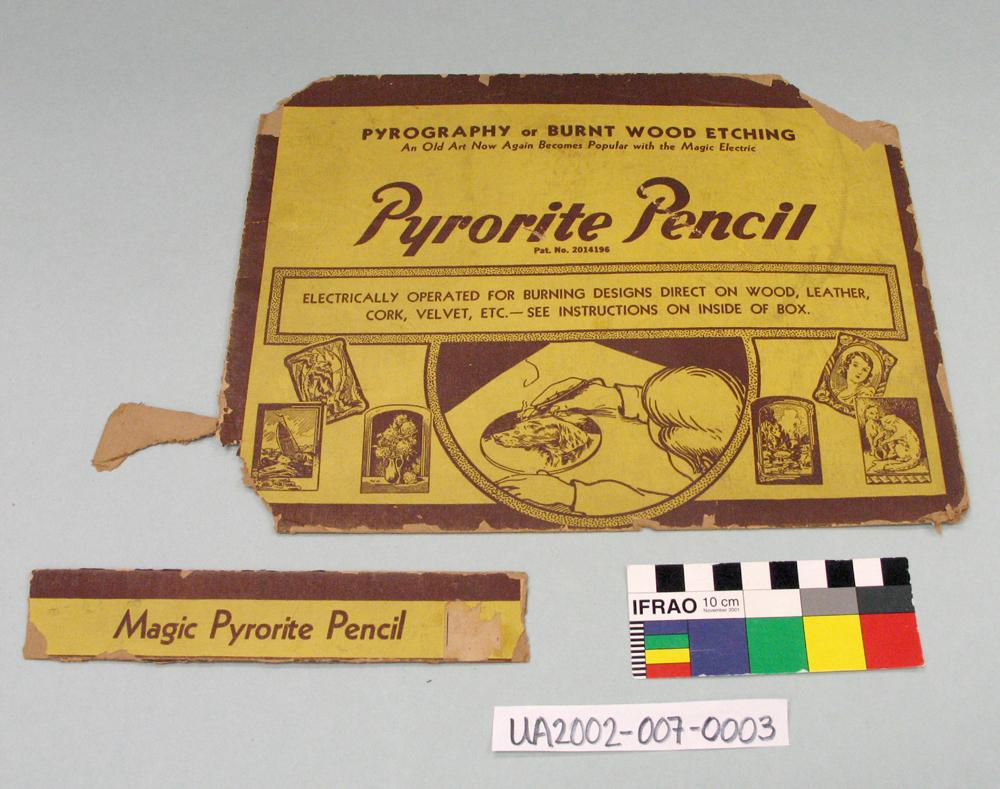 PYROGRAPHY or BURNT WOOD ETCHING
An Old Art Now Again Becomes Popular with the Magic Electric
Pyrorite Pencil
Pat. No. 2014196
ELECTRICALLY OPERATED FOR BURNING DESIGNS DIRECT ON WOOD, LEATHER,
CORK, VELVET, ETC.—SEE INSTRUCTIONS ON INSIDE OF BOX.
Magic Pyrorite Pencil
IFRAO 10 cm
November 2001
UA2002-007-0003